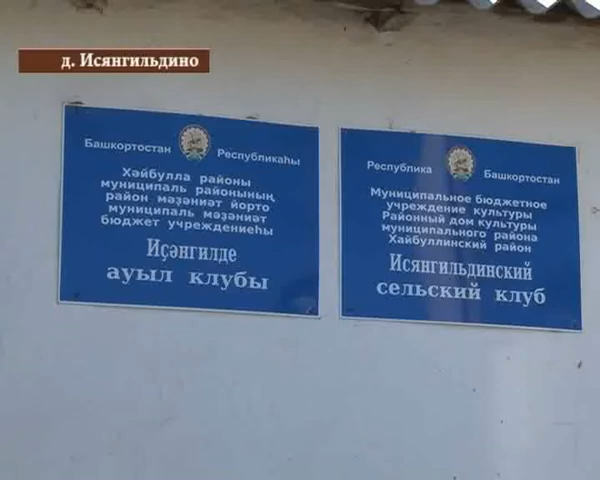 д. Исянгильдино
Башкортостан Республикаһы
Хәйбулла районы
муниципаль районының
район мәҙәниәт йорто
муниципаль мәҙәниәт
бюджет учреждениеһы
Иҫәнгилде
ауыл клубы
Республика Башкортостан
Муниципальное бюджетное
учреждение культуры
Районный дом культуры
муниципального района
Хайбуллинский район
Исянгильдинский
сельский клуб